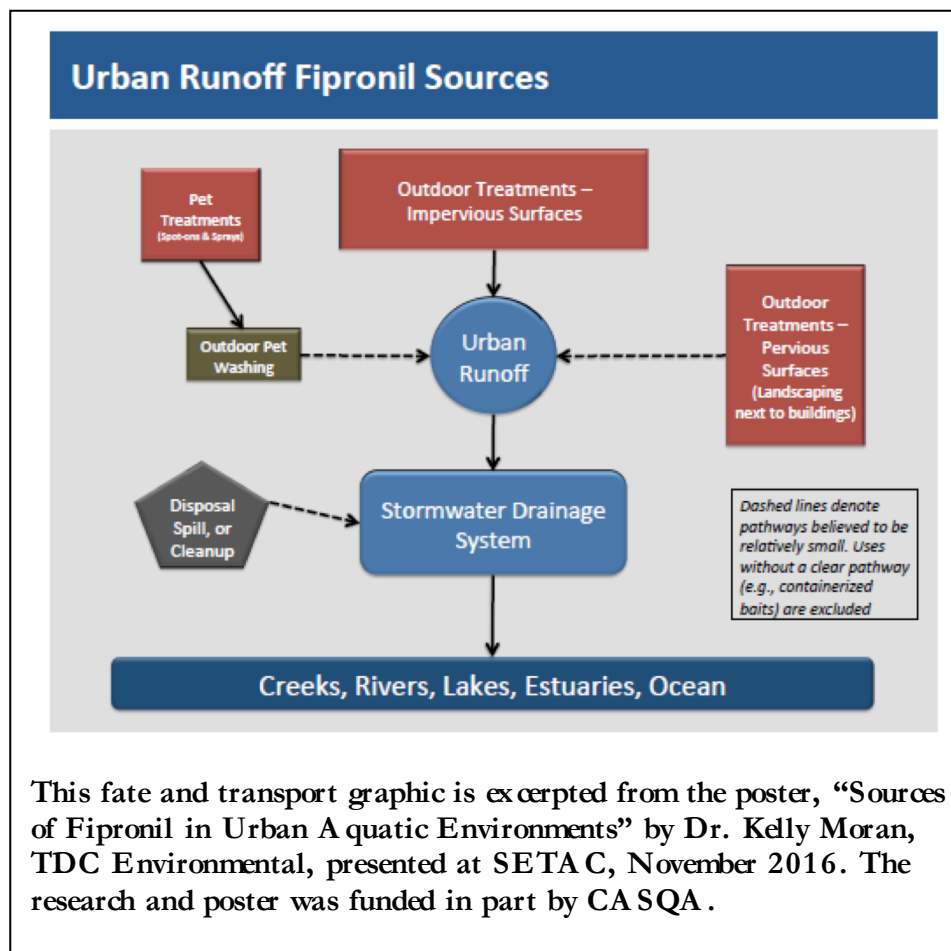 Urban Runoff Fipronil Sources
Pet
Treatments
(Spot-ons & Sprays)
Outdoor Treatments –
Impervious Surfaces
Outdoor Pet
Washing
Urban
Runoff
Outdoor
Treatments –
Pervious
Surfaces
(Landscaping
next to buildings)
Disposal
Spill, or
Cleanup
Stormwater Drainage
System
Dashed lines denote
pathways believed to be
relatively small. Uses
without a clear pathway
(e.g., containerized
baits) are excluded
Creeks, Rivers, Lakes, Estuaries, Ocean
This fate and transport graphic is excerpted from the poster, “Sources
of Fipronil in Urban Aquatic Environments” by Dr. Kelly Moran,
TDC Environmental, presented at SETAC, November 2016. The
research and poster was funded in part by CASQA.